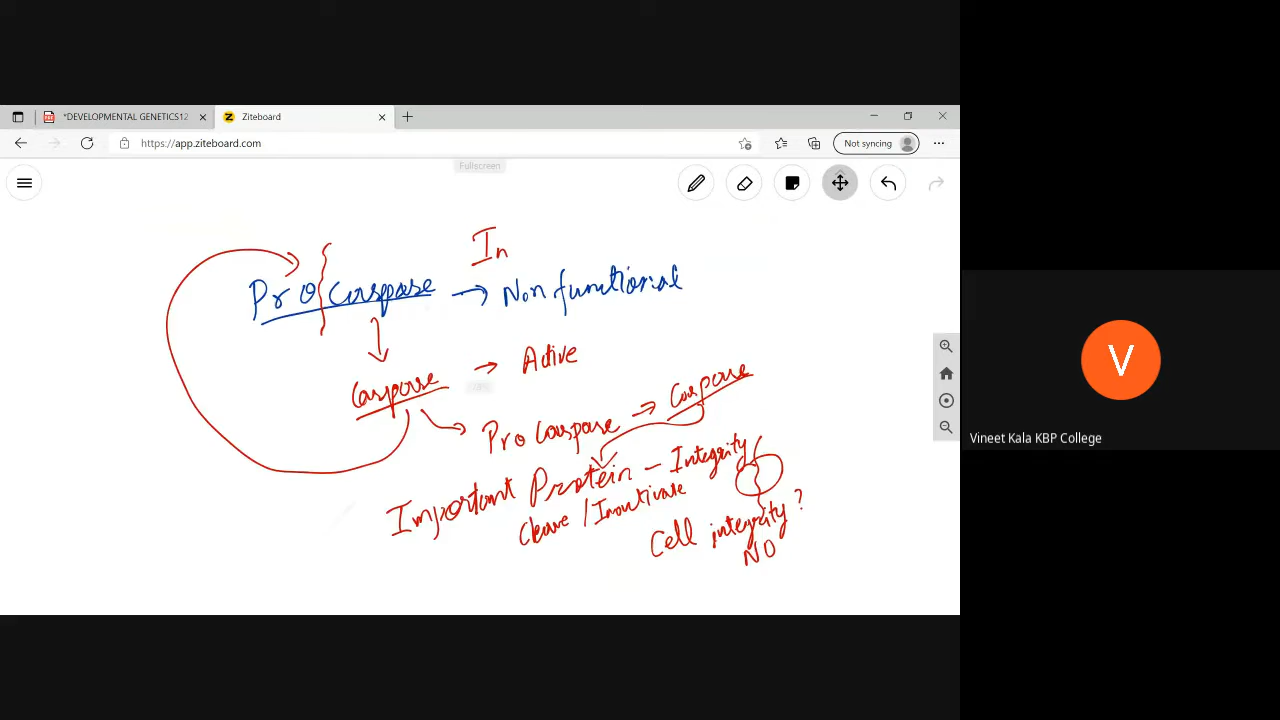 *DEVELOPMENTAL GENETICS12
Ziteboard
https://app.ziteboard.com
Not syncing
Fullscreen
In
Pro Caspase → Non functional
Caspase → Active
Pro Caspase → Caspase
Important Protein – Integrity
Cleave / Inactivate
Cell integrity?
NO
V
Vineet Kala KBP College